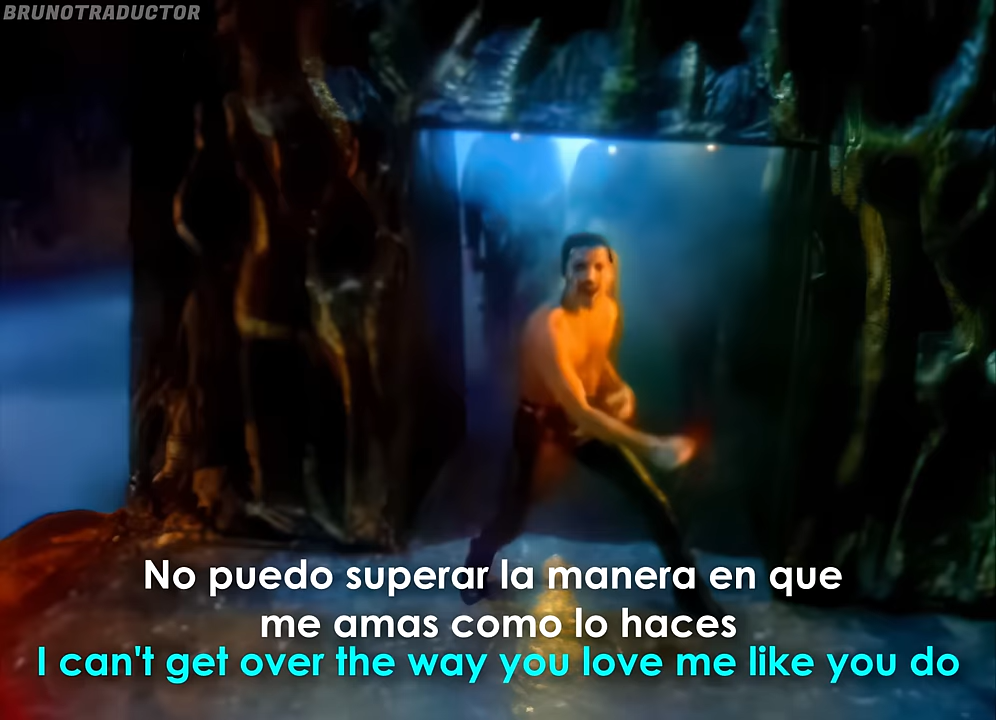 BRUNOTRADUCTOR
No puedo superar la manera en que
me amas como lo haces
I can't get over the way you love me like you do